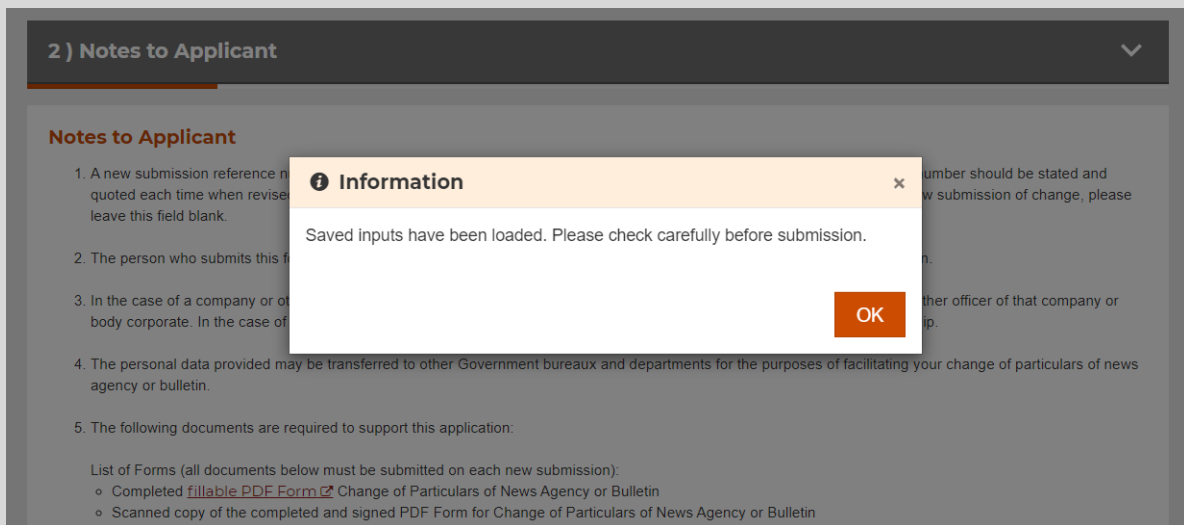 2 ) Notes to Applicant
Notes to Applicant
1. A new submission reference n
Information ×
umber should be stated and
quoted each time when revise
w submission of change, please
leave this field blank.
Saved inputs have been loaded. Please check carefully before submission.
2. The person who submits this f
n.
3. In the case of a company or ot
ther officer of that company or
body corporate. In the case of
OK
ip.
4. The personal data provided may be transferred to other Government bureaux and departments for the purposes of facilitating your change of particulars of news
agency or bulletin.
5. The following documents are required to support this application:
List of Forms (all documents below must be submitted on each new submission):
Completed fillable PDF Form Change of Particulars of News Agency or Bulletin
Scanned copy of the completed and signed PDF Form for Change of Particulars of News Agency or Bulletin